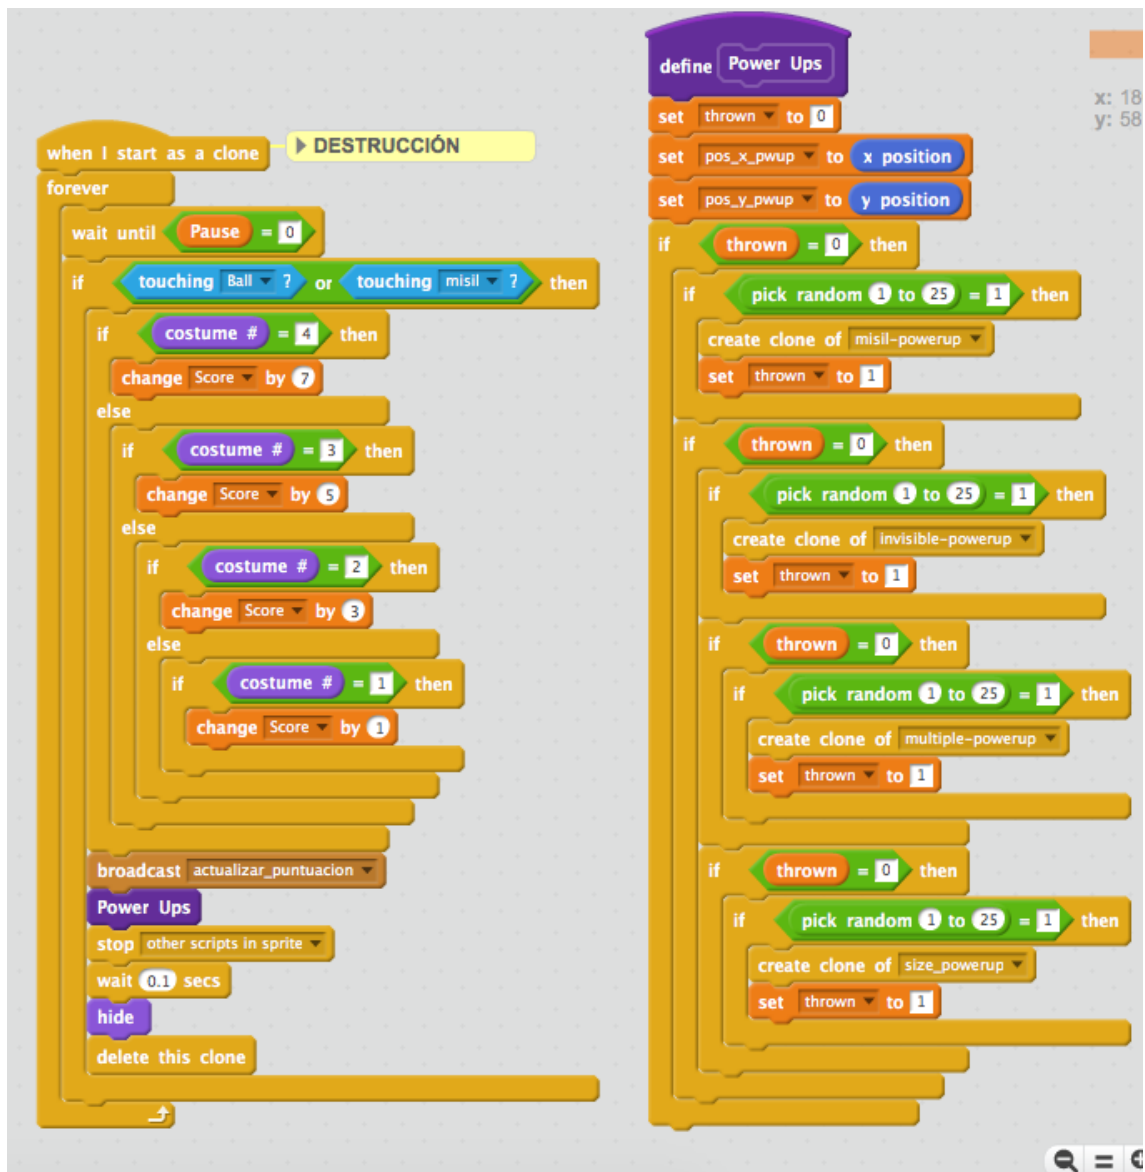 when I start as a clone
DESTRUCCIÓN
forever
wait until Pause = 0
if touching Ball ? or touching misil ? then
if costume # = 4 then
change Score by 7
else
if costume # = 3 then
change Score by 5
else
if costume # = 2 then
change Score by 3
else
if costume # = 1 then
change Score by 1
broadcast actualizar_puntuacion
Power Ups
stop other scripts in sprite
wait 0.1 secs
hide
delete this clone
define Power Ups
set thrown to 0
set pos_x_pwup to x position
set pos_y_pwup to y position
if thrown = 0 then
if pick random 1 to 25 = 1 then
create clone of misil-powerup
set thrown to 1
if thrown = 0 then
if pick random 1 to 25 = 1 then
create clone of invisible-powerup
set thrown to 1
if thrown = 0 then
if pick random 1 to 25 = 1 then
create clone of multiple-powerup
set thrown to 1
if thrown = 0 then
if pick random 1 to 25 = 1 then
create clone of size_powerup
set thrown to 1
x: 18
y: 58
=